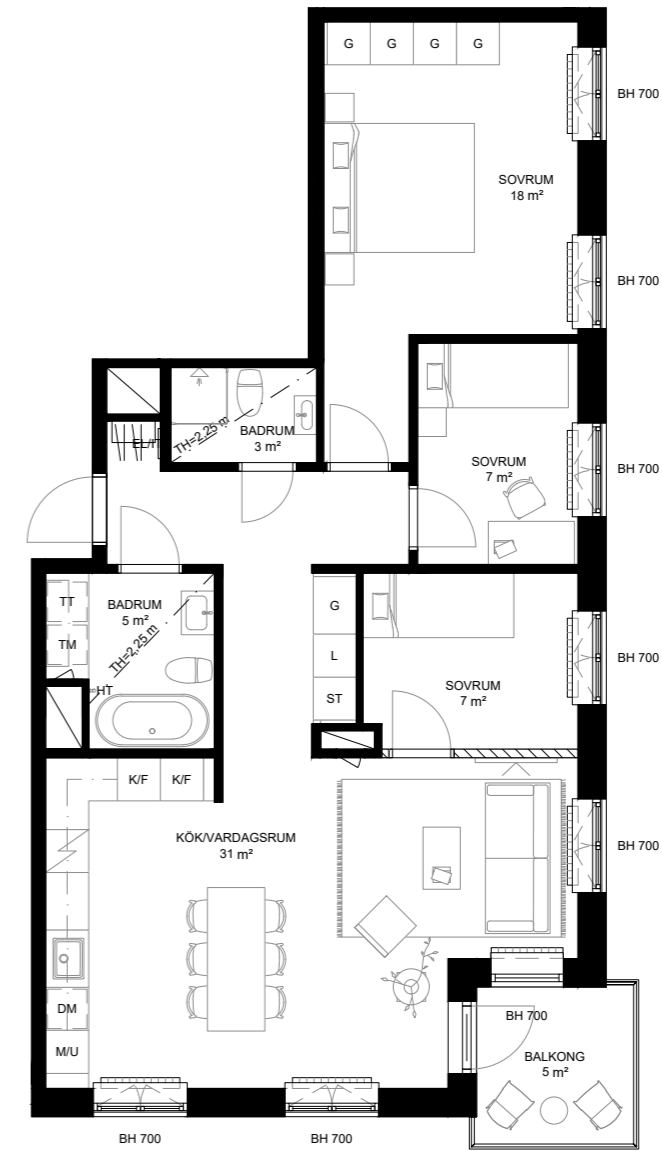 G G G G
BH 700
SOVRUM
18 m²
BH 700
TH=2,25 m
BADRUM
3 m²
EL/IT
SOVRUM
7 m²
BH 700
TT
BADRUM
5 m²
TM
TH=2,25 m
HT
G
L
ST
SOVRUM
7 m²
BH 700
K/F K/F
KÖK/VARDAGSRUM
31 m²
BH 700
DM
M/U
BH 700
BALKONG
5 m²
BH 700 BH 700